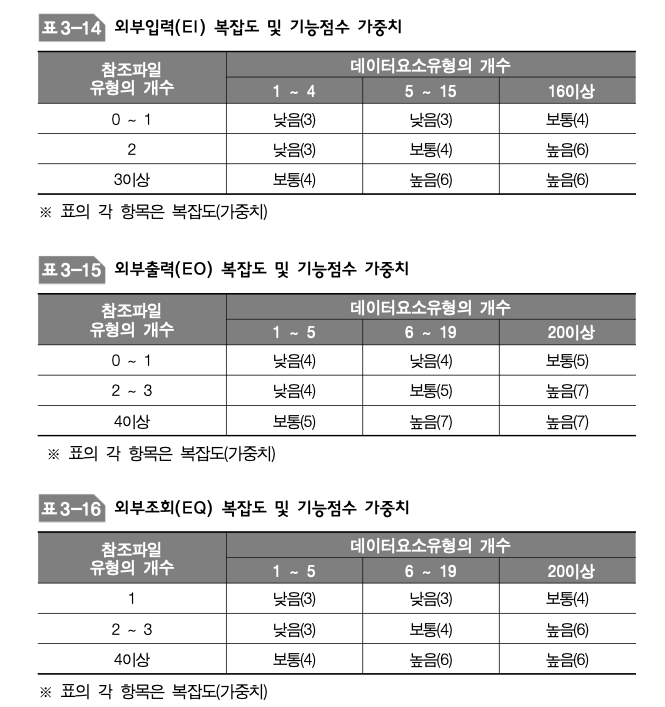 표 3-14 외부입력(EI) 복잡도 및 기능점수 가중치
참조파일 유형의 개수 데이터요소유형의 개수
1 ~ 4 5 ~ 15 16이상
0 ~ 1 낮음(3) 낮음(3) 보통(4)
2 낮음(3) 보통(4) 높음(6)
3이상 보통(4) 높음(6) 높음(6)
※ 표의 각 항목은 복잡도(가중치)
표 3-15 외부출력(EO) 복잡도 및 기능점수 가중치
참조파일 유형의 개수 데이터요소유형의 개수
1 ~ 5 6 ~ 19 20이상
0 ~ 1 낮음(4) 낮음(4) 보통(5)
2 ~ 3 낮음(4) 보통(5) 높음(7)
4이상 보통(5) 높음(7) 높음(7)
※ 표의 각 항목은 복잡도(가중치)
표 3-16 외부조회(EQ) 복잡도 및 기능점수 가중치
참조파일 유형의 개수 데이터요소유형의 개수
1 ~ 5 6 ~ 19 20이상
1 낮음(3) 낮음(3) 보통(4)
2 ~ 3 낮음(3) 보통(4) 높음(6)
4이상 보통(4) 높음(6) 높음(6)
※ 표의 각 항목은 복잡도(가중치)